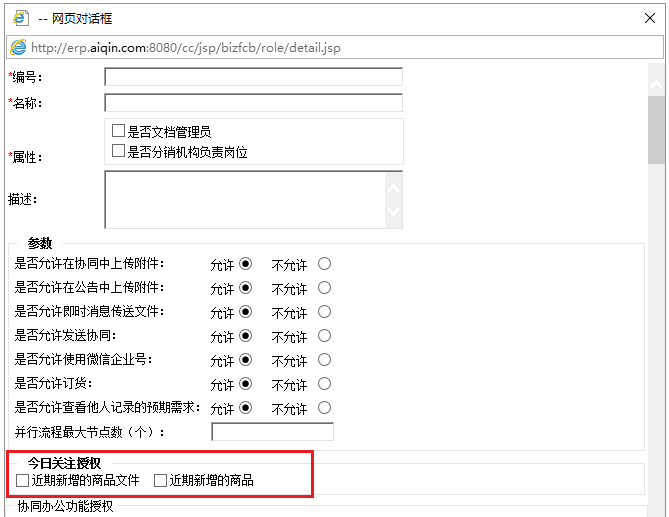 -- 网页对话框
http://erp.aiqin.com:8080/cc/jsp/bizfcb/role/detail.jsp
*编号：
*名称：
是否文档管理员
*属性：
是否分销机构负责岗位
描述：
参数
是否允许在协同中上传附件： 允许 不允许
是否允许在公告中上传附件： 允许 不允许
是否允许即时消息传送文件： 允许 不允许
是否允许发送协同： 允许 不允许
是否允许使用微信企业号： 允许 不允许
是否允许订货： 允许 不允许
是否允许查看他人记录的预期需求： 允许 不允许
并行流程最大节点数（个）：
今日关注授权
近期新增的商品文件 近期新增的商品
协同办公功能授权